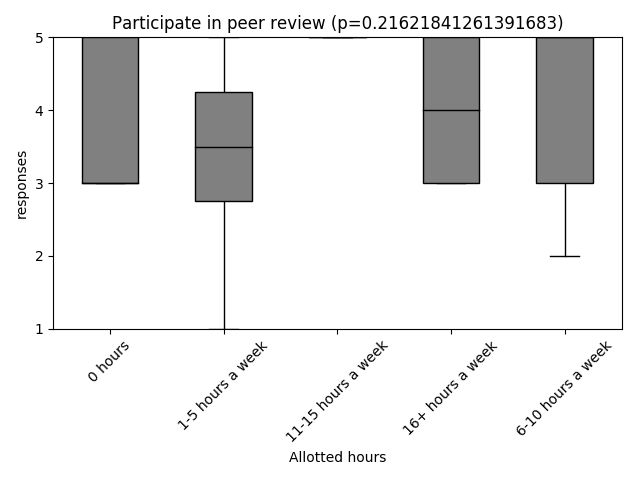 Participate in peer review (p=0.21621841261391683)
5
4
3
2
1
responses
0 hours
1-5 hours a week
11-15 hours a week
16+ hours a week
6-10 hours a week
Allotted hours